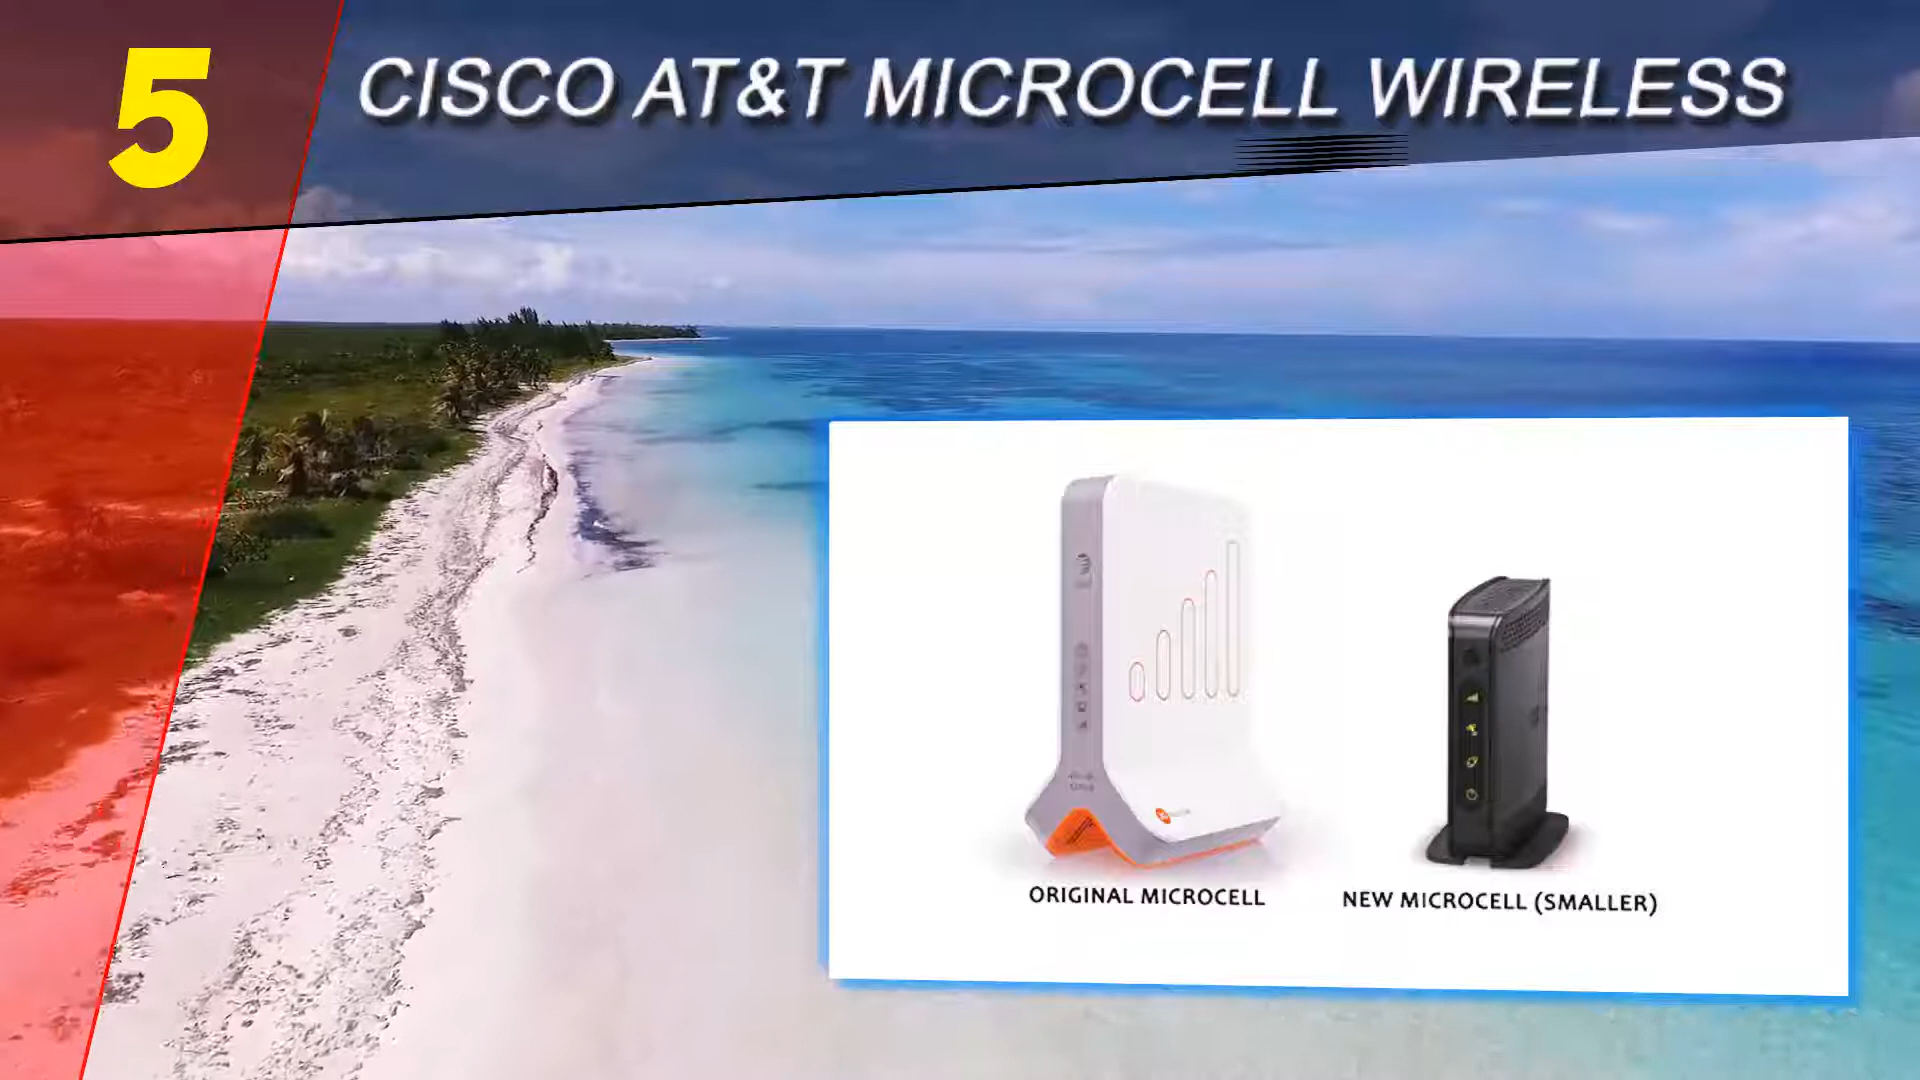 5
CISCO AT&T MICROCELL WIRELESS
ORIGINAL MICROCELL
NEW MICROCELL (SMALLER)